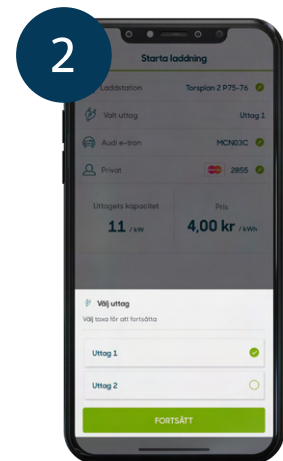 2
Starta laddning
Laddstation Torsplan 2 P75-76
Valt uttag Uttag 1
Audi e-tron MCN03C
Privat 2855
Uttagets kapacitet Pris
11 / kW 4,00 kr / kWh
Välj uttag
Välj taxa för att fortsätta
Uttag 1
Uttag 2
FORTSÄTT